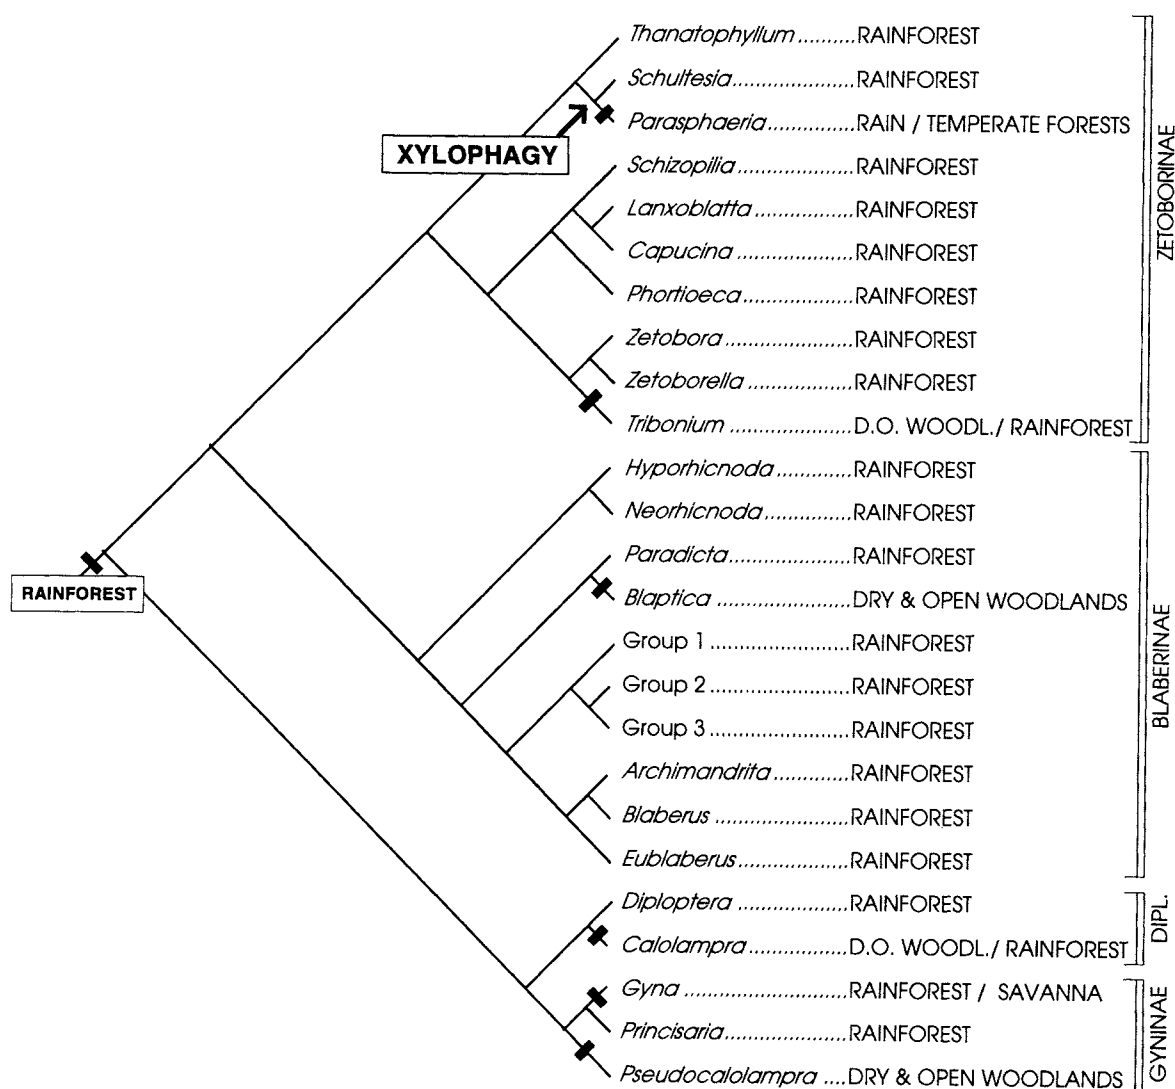 Thanatophyllum ..........RAINFOREST
Schultesia.....................RAINFOREST
Parasphaeria...............RAIN / TEMPERATE FORESTS
XYLOPHAGY
Schizopilia ....................RAINFOREST
Lanxoblatta .................RAINFOREST
Capucina ....................RAINFOREST
Phortioeca ..................RAINFOREST
Zetobora ......................RAINFOREST
Zetoborella ..................RAINFOREST
Tribonium .....................D.O. WOODL./ RAINFOREST
ZETOBORINAE
Hyporhicnoda .............RAINFOREST
Neorhicnoda...............RAINFOREST
Paradicta .....................RAINFOREST
Blaptica .......................DRY & OPEN WOODLANDS
RAINFOREST
Group 1 .......................RAINFOREST
Group 2 .......................RAINFOREST
Group 3 .......................RAINFOREST
Archimandrita .............RAINFOREST
Blaberus .......................RAINFOREST
Eublaberus...................RAINFOREST
BLABERINAE
Diploptera ...................RAINFOREST
Calolampra.................D.O. WOODL./ RAINFOREST
DIPL.
Gyna ............................RAINFOREST / SAVANNA
Princisaria.....................RAINFOREST
Pseudocalolampra ....DRY & OPEN WOODLANDS
GYNINAE